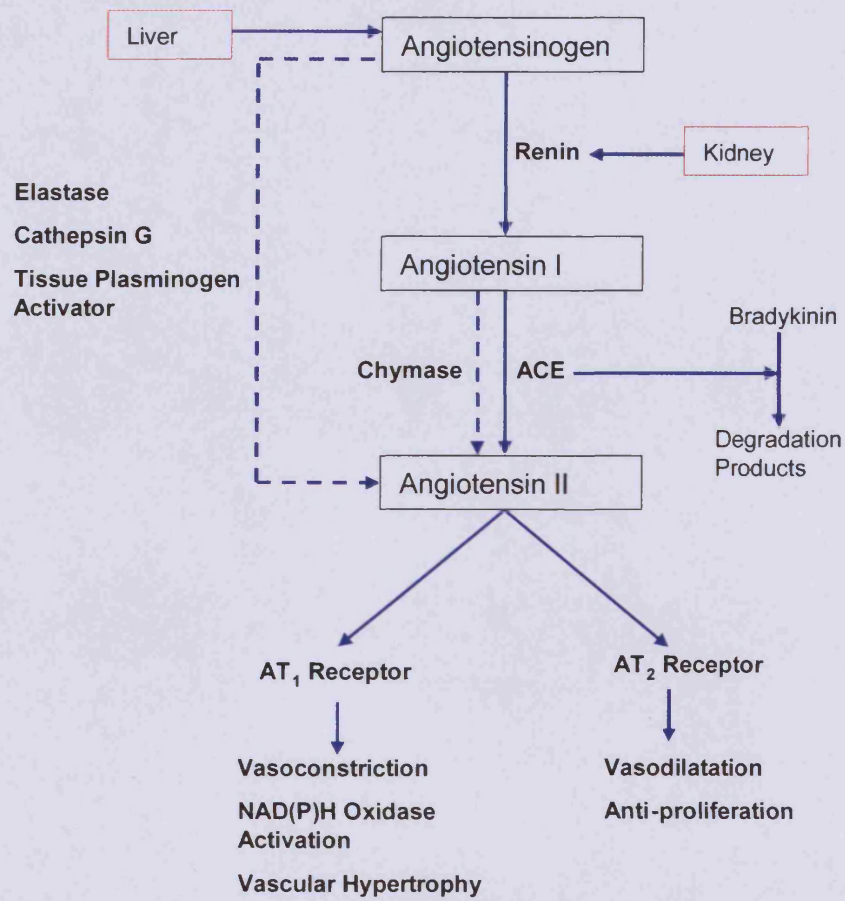 Liver
Angiotensinogen
Renin
Kidney
Elastase
Cathepsin G
Tissue Plasminogen
Activator
Angiotensin I
Bradykinin
Chymase
ACE
Degradation
Products
Angiotensin II
AT₁ Receptor
AT₂ Receptor
Vasoconstriction
NAD(P)H Oxidase
Activation
Vascular Hypertrophy
Vasodilatation
Anti-proliferation